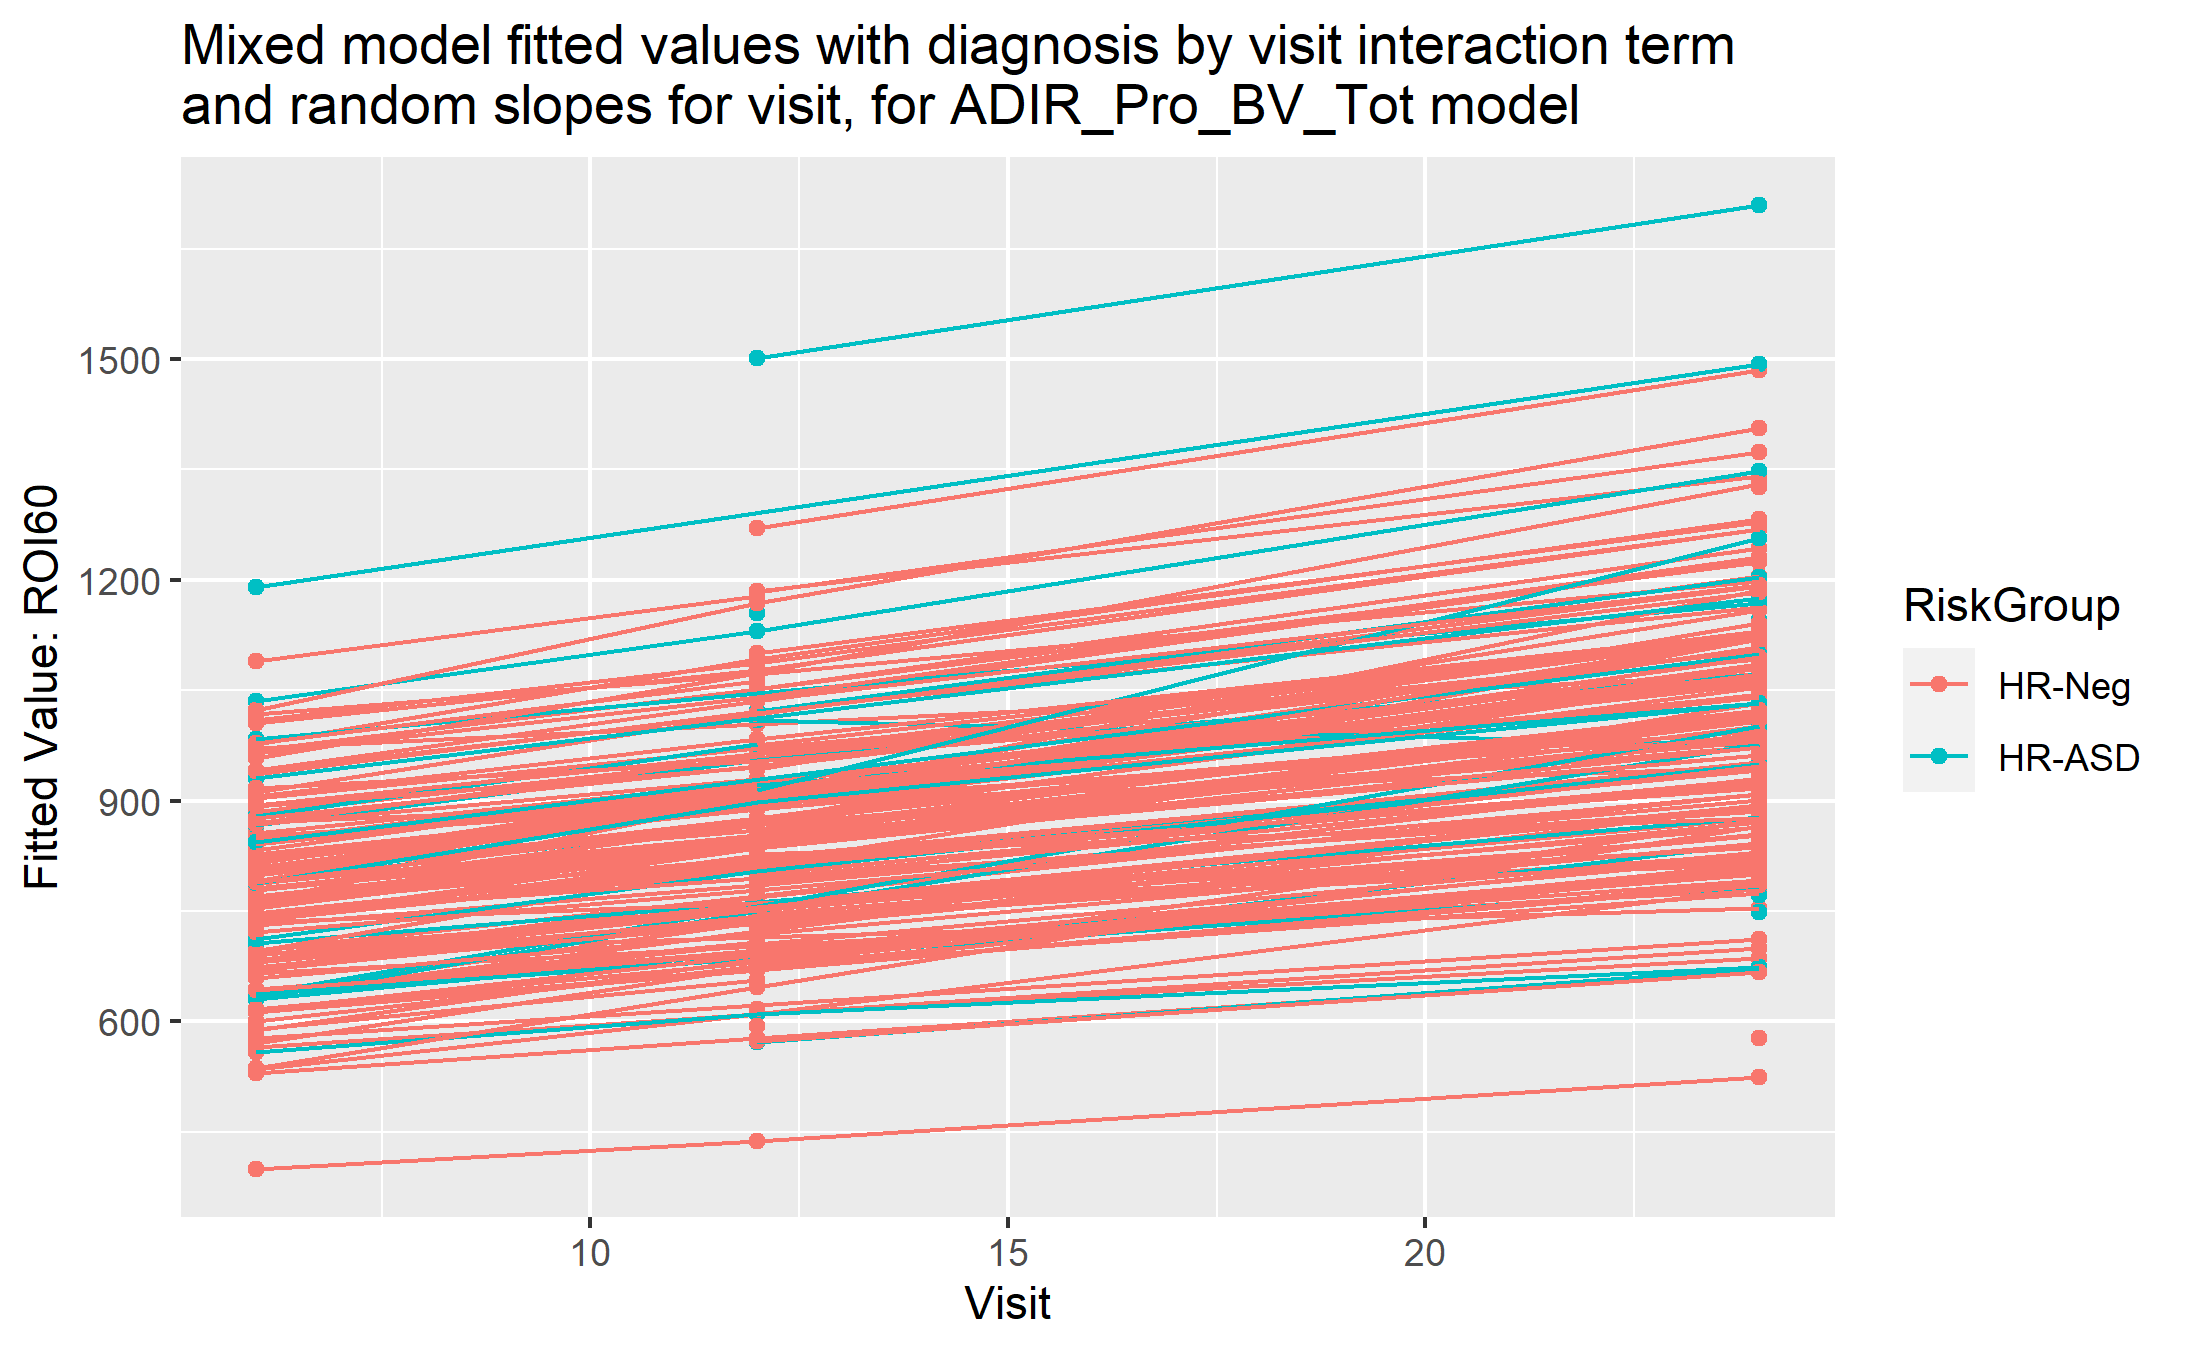 Mixed model fitted values with diagnosis by visit interaction term
and random slopes for visit, for ADIR_Pro_BV_Tot model
Fitted Value: ROI60
1500
1200
900
600
10
15
20
Visit
RiskGroup
HR-Neg
HR-ASD